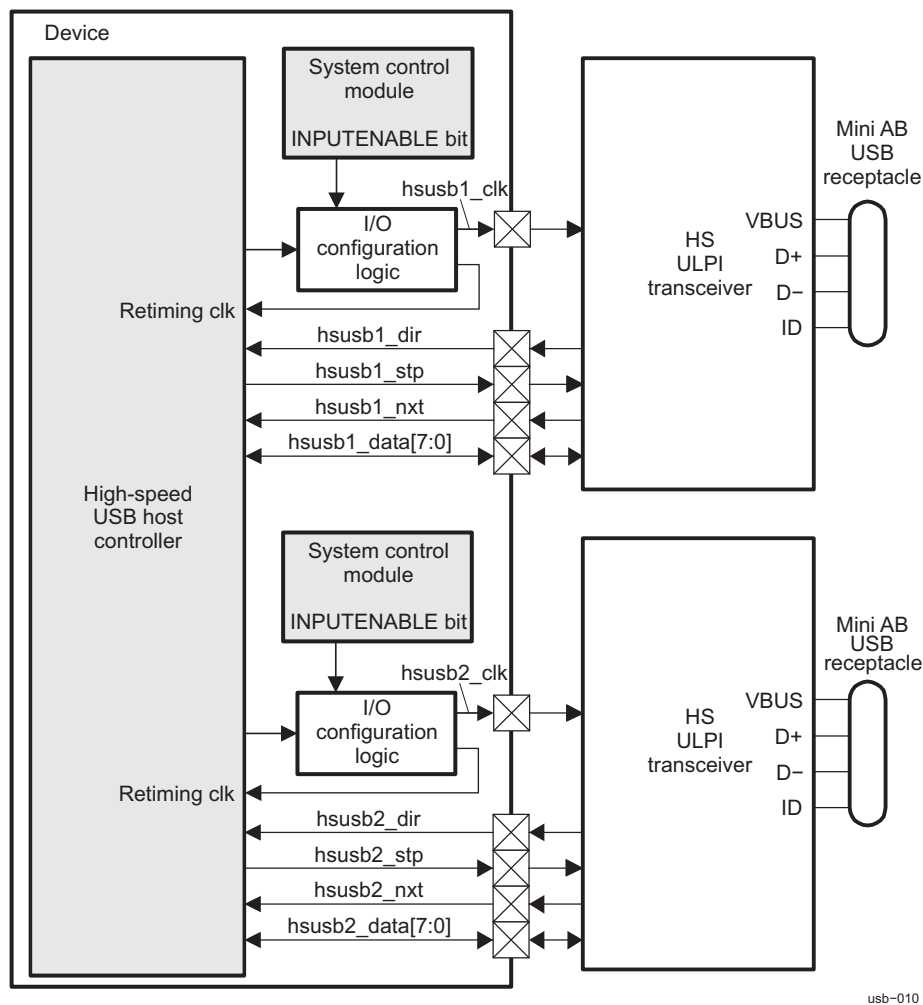 Device
System control
module
INPUTENABLE bit
hsusb1_clk
I/O
configuration
logic
Retiming clk
hsusb1_dir
hsusb1_stp
hsusb1_nxt
hsusb1_data[7:0]
HS
ULPI
transceiver
VBUS
D+
D−
ID
Mini AB
USB
receptacle
High-speed
USB host
controller
System control
module
INPUTENABLE bit
hsusb2_clk
I/O
configuration
logic
Retiming clk
hsusb2_dir
hsusb2_stp
hsusb2_nxt
hsusb2_data[7:0]
HS
ULPI
transceiver
VBUS
D+
D−
ID
Mini AB
USB
receptacle
usb−010